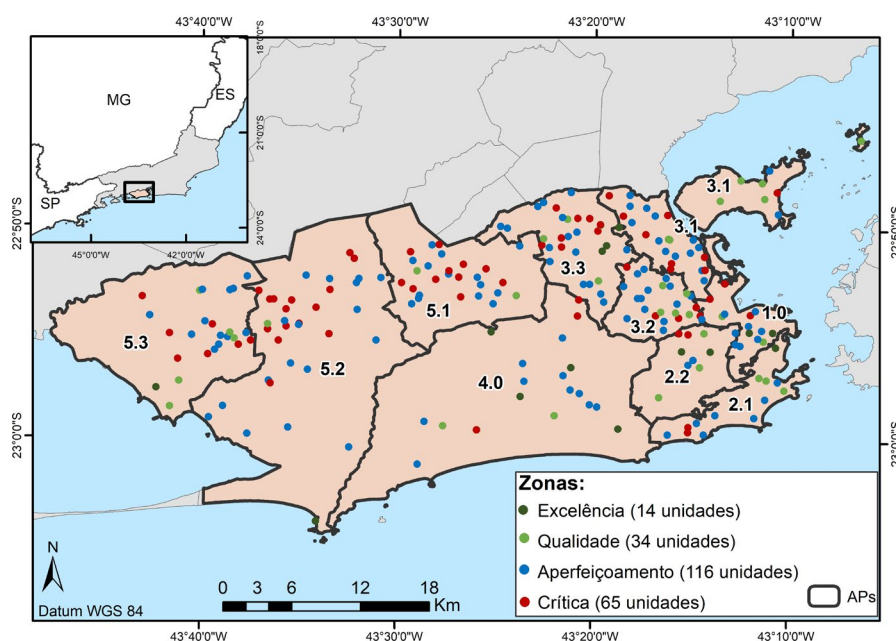 43°40'0"W 43°30'0"W 43°20'0"W 43°10'0"W
18°0'0"S
MG
ES
21°0'0"S
SP
24°0'0"S
45°0'0"W 42°0'0"W
22°50'0"S
22°50'0"S
3.1
3.1
3.3
5.1
1.0
3.2
5.3
5.2
4.0
2.2
2.1
23°0'0"S
23°0'0"S
Zonas:
Excelência (14 unidades)
Qualidade (34 unidades)
Aperfeiçoamento (116 unidades)
Crítica (65 unidades)
APs
N
Datum WGS 84
0 3 6 12 18
Km
43°40'0"W 43°30'0"W 43°20'0"W 43°10'0"W